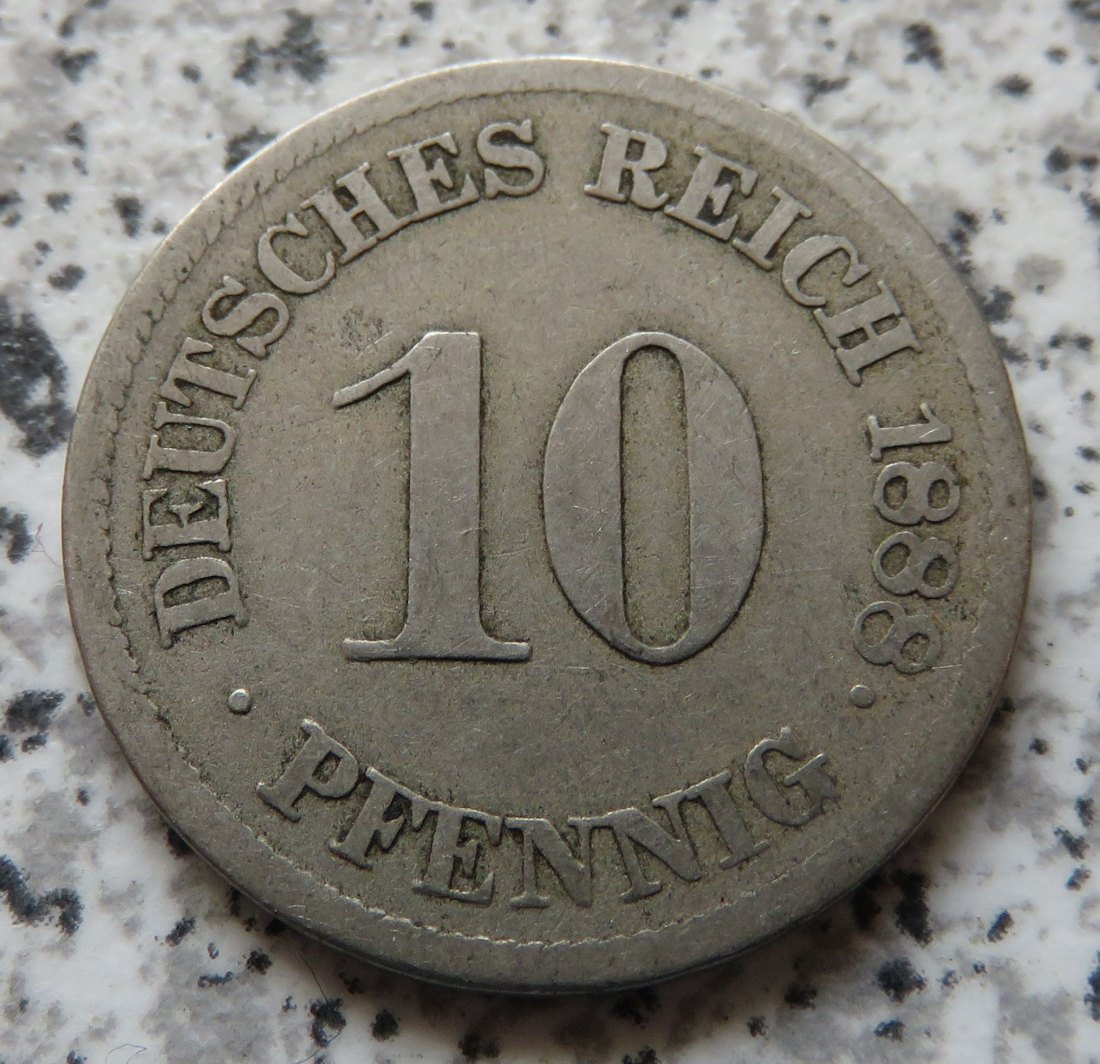 DEUTSCHES REICH 1888
10
· PFENNIG ·